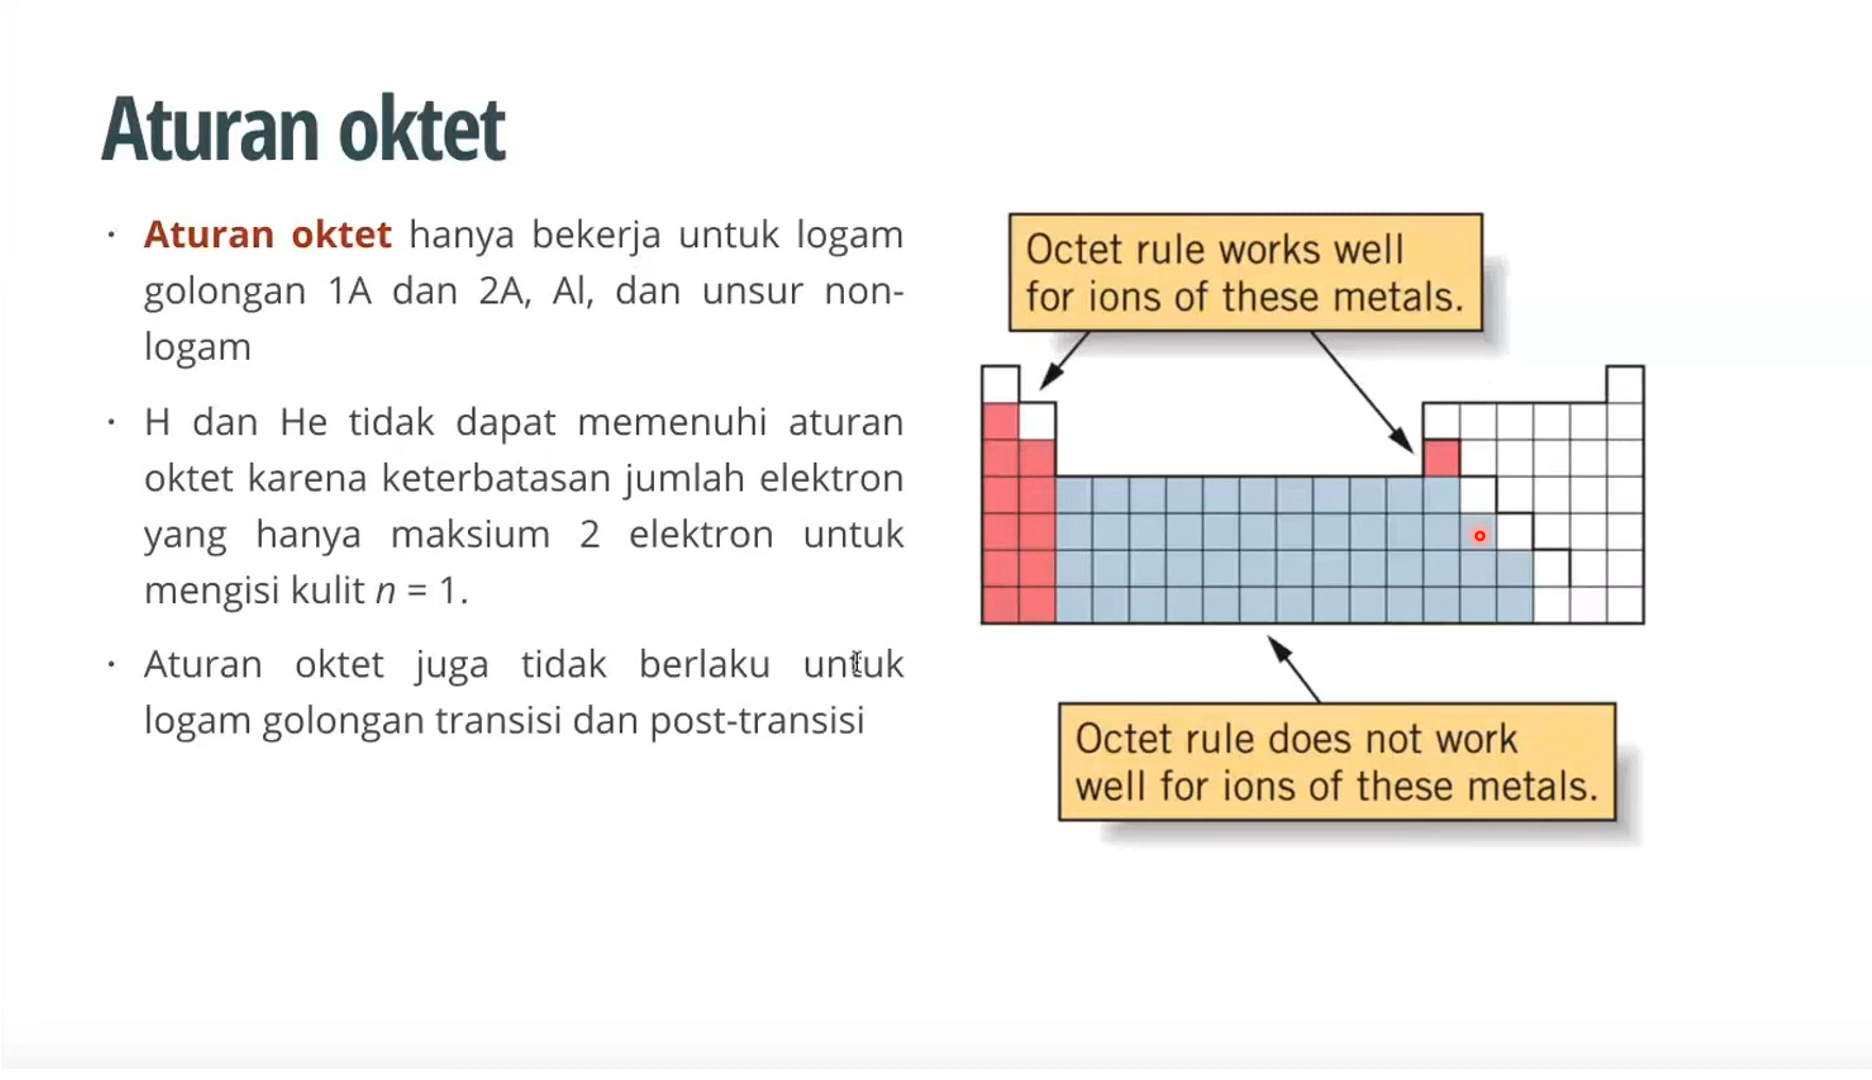 Aturan oktet
· Aturan oktet hanya bekerja untuk logam
golongan 1A dan 2A, Al, dan unsur non-
logam
· H dan He tidak dapat memenuhi aturan
oktet karena keterbatasan jumlah elektron
yang hanya maksium 2 elektron untuk
mengisi kulit n = 1.
· Aturan oktet juga tidak berlaku untuk
logam golongan transisi dan post-transisi
Octet rule works well
for ions of these metals.
Octet rule does not work
well for ions of these metals.